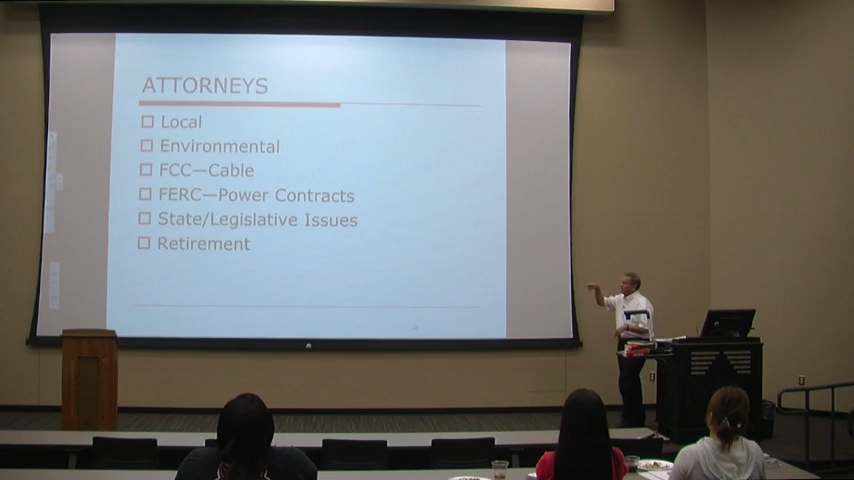 ATTORNEYS
Local
Environmental
FCC—Cable
FERC—Power Contracts
State/Legislative Issues
Retirement